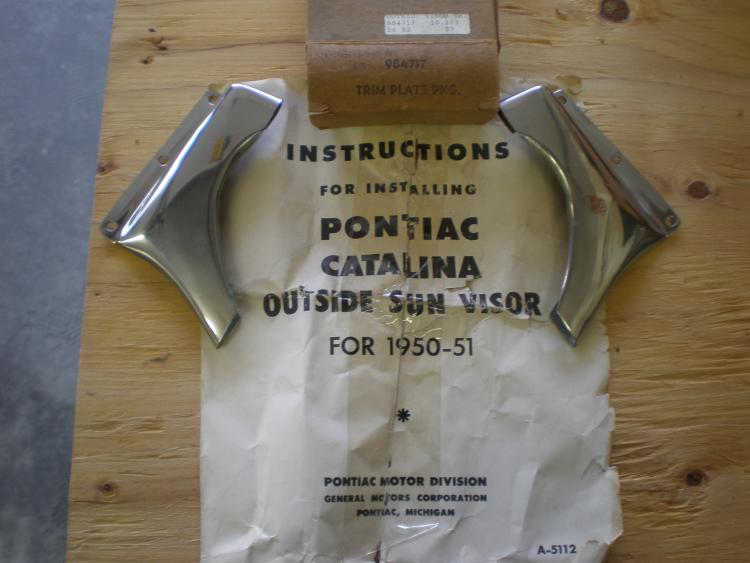 984717
TRIM PLATE PKG.
INSTRUCTIONS
FOR INSTALLING
PONTIAC
CATALINA
OUTSIDE SUN VISOR
FOR 1950-51
*
PONTIAC MOTOR DIVISION
GENERAL MOTORS CORPORATION
PONTIAC, MICHIGAN
A-5112